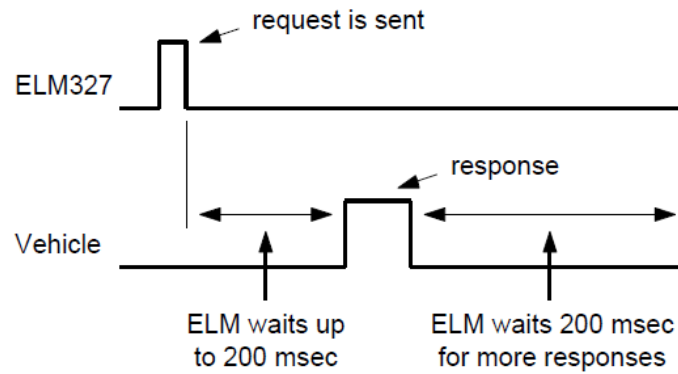 request is sent
ELM327
response
Vehicle
ELM waits up
to 200 msec
ELM waits 200 msec
for more responses